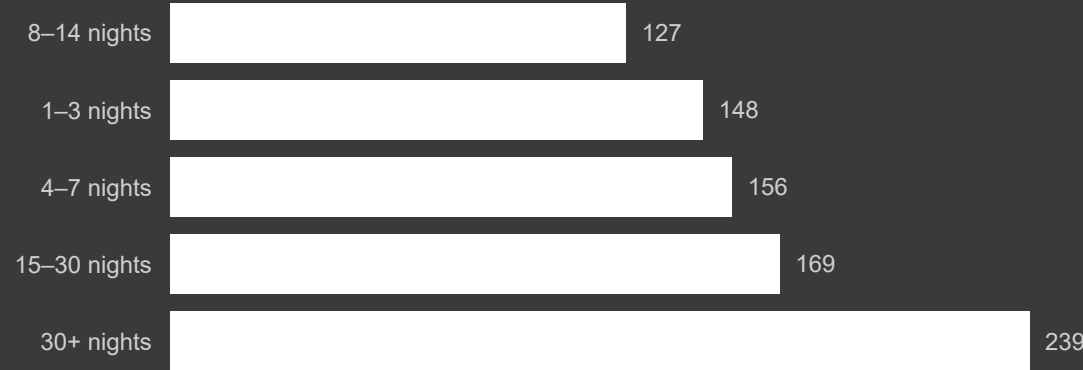 8–14 nights 127
1–3 nights 148
4–7 nights 156
15–30 nights 169
30+ nights 239